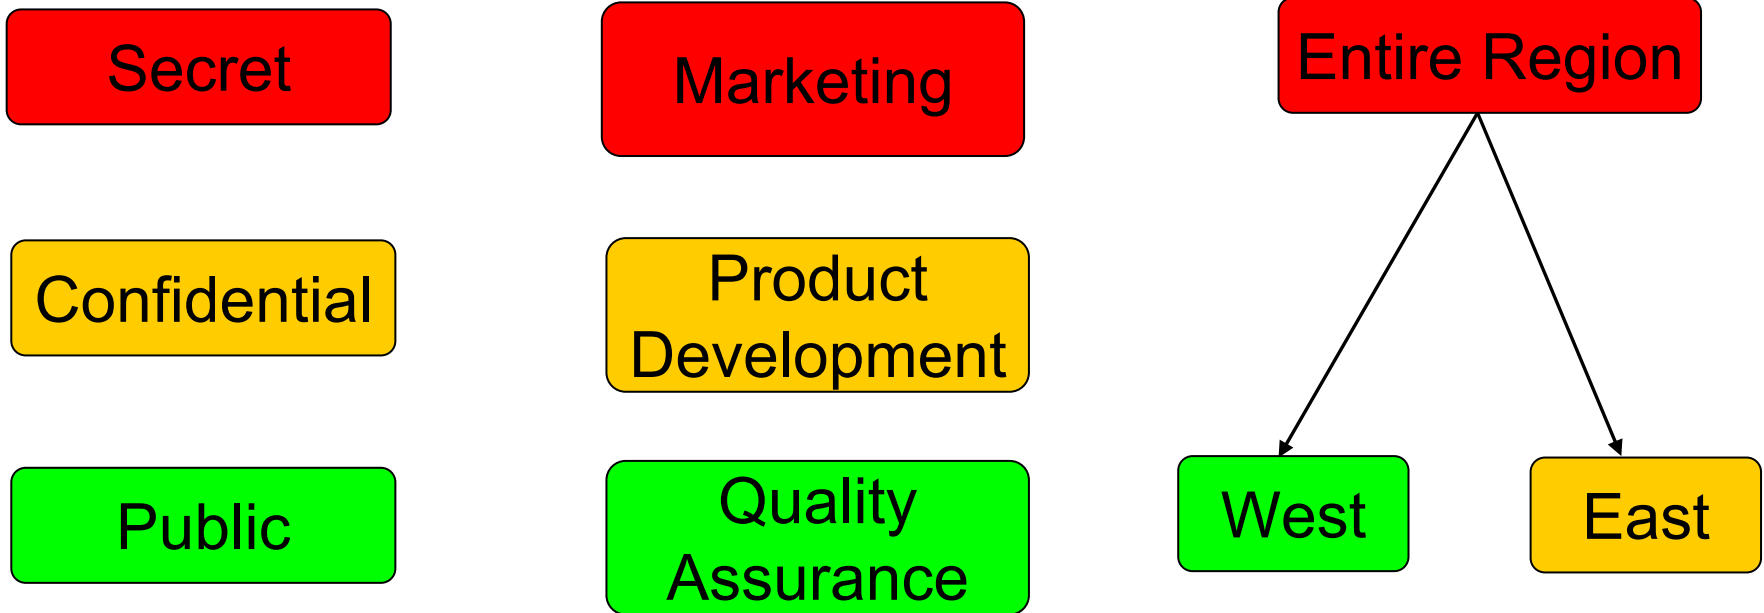 Secret
Marketing
Entire Region
Confidential
Product
Development
Public
Quality
Assurance
West
East